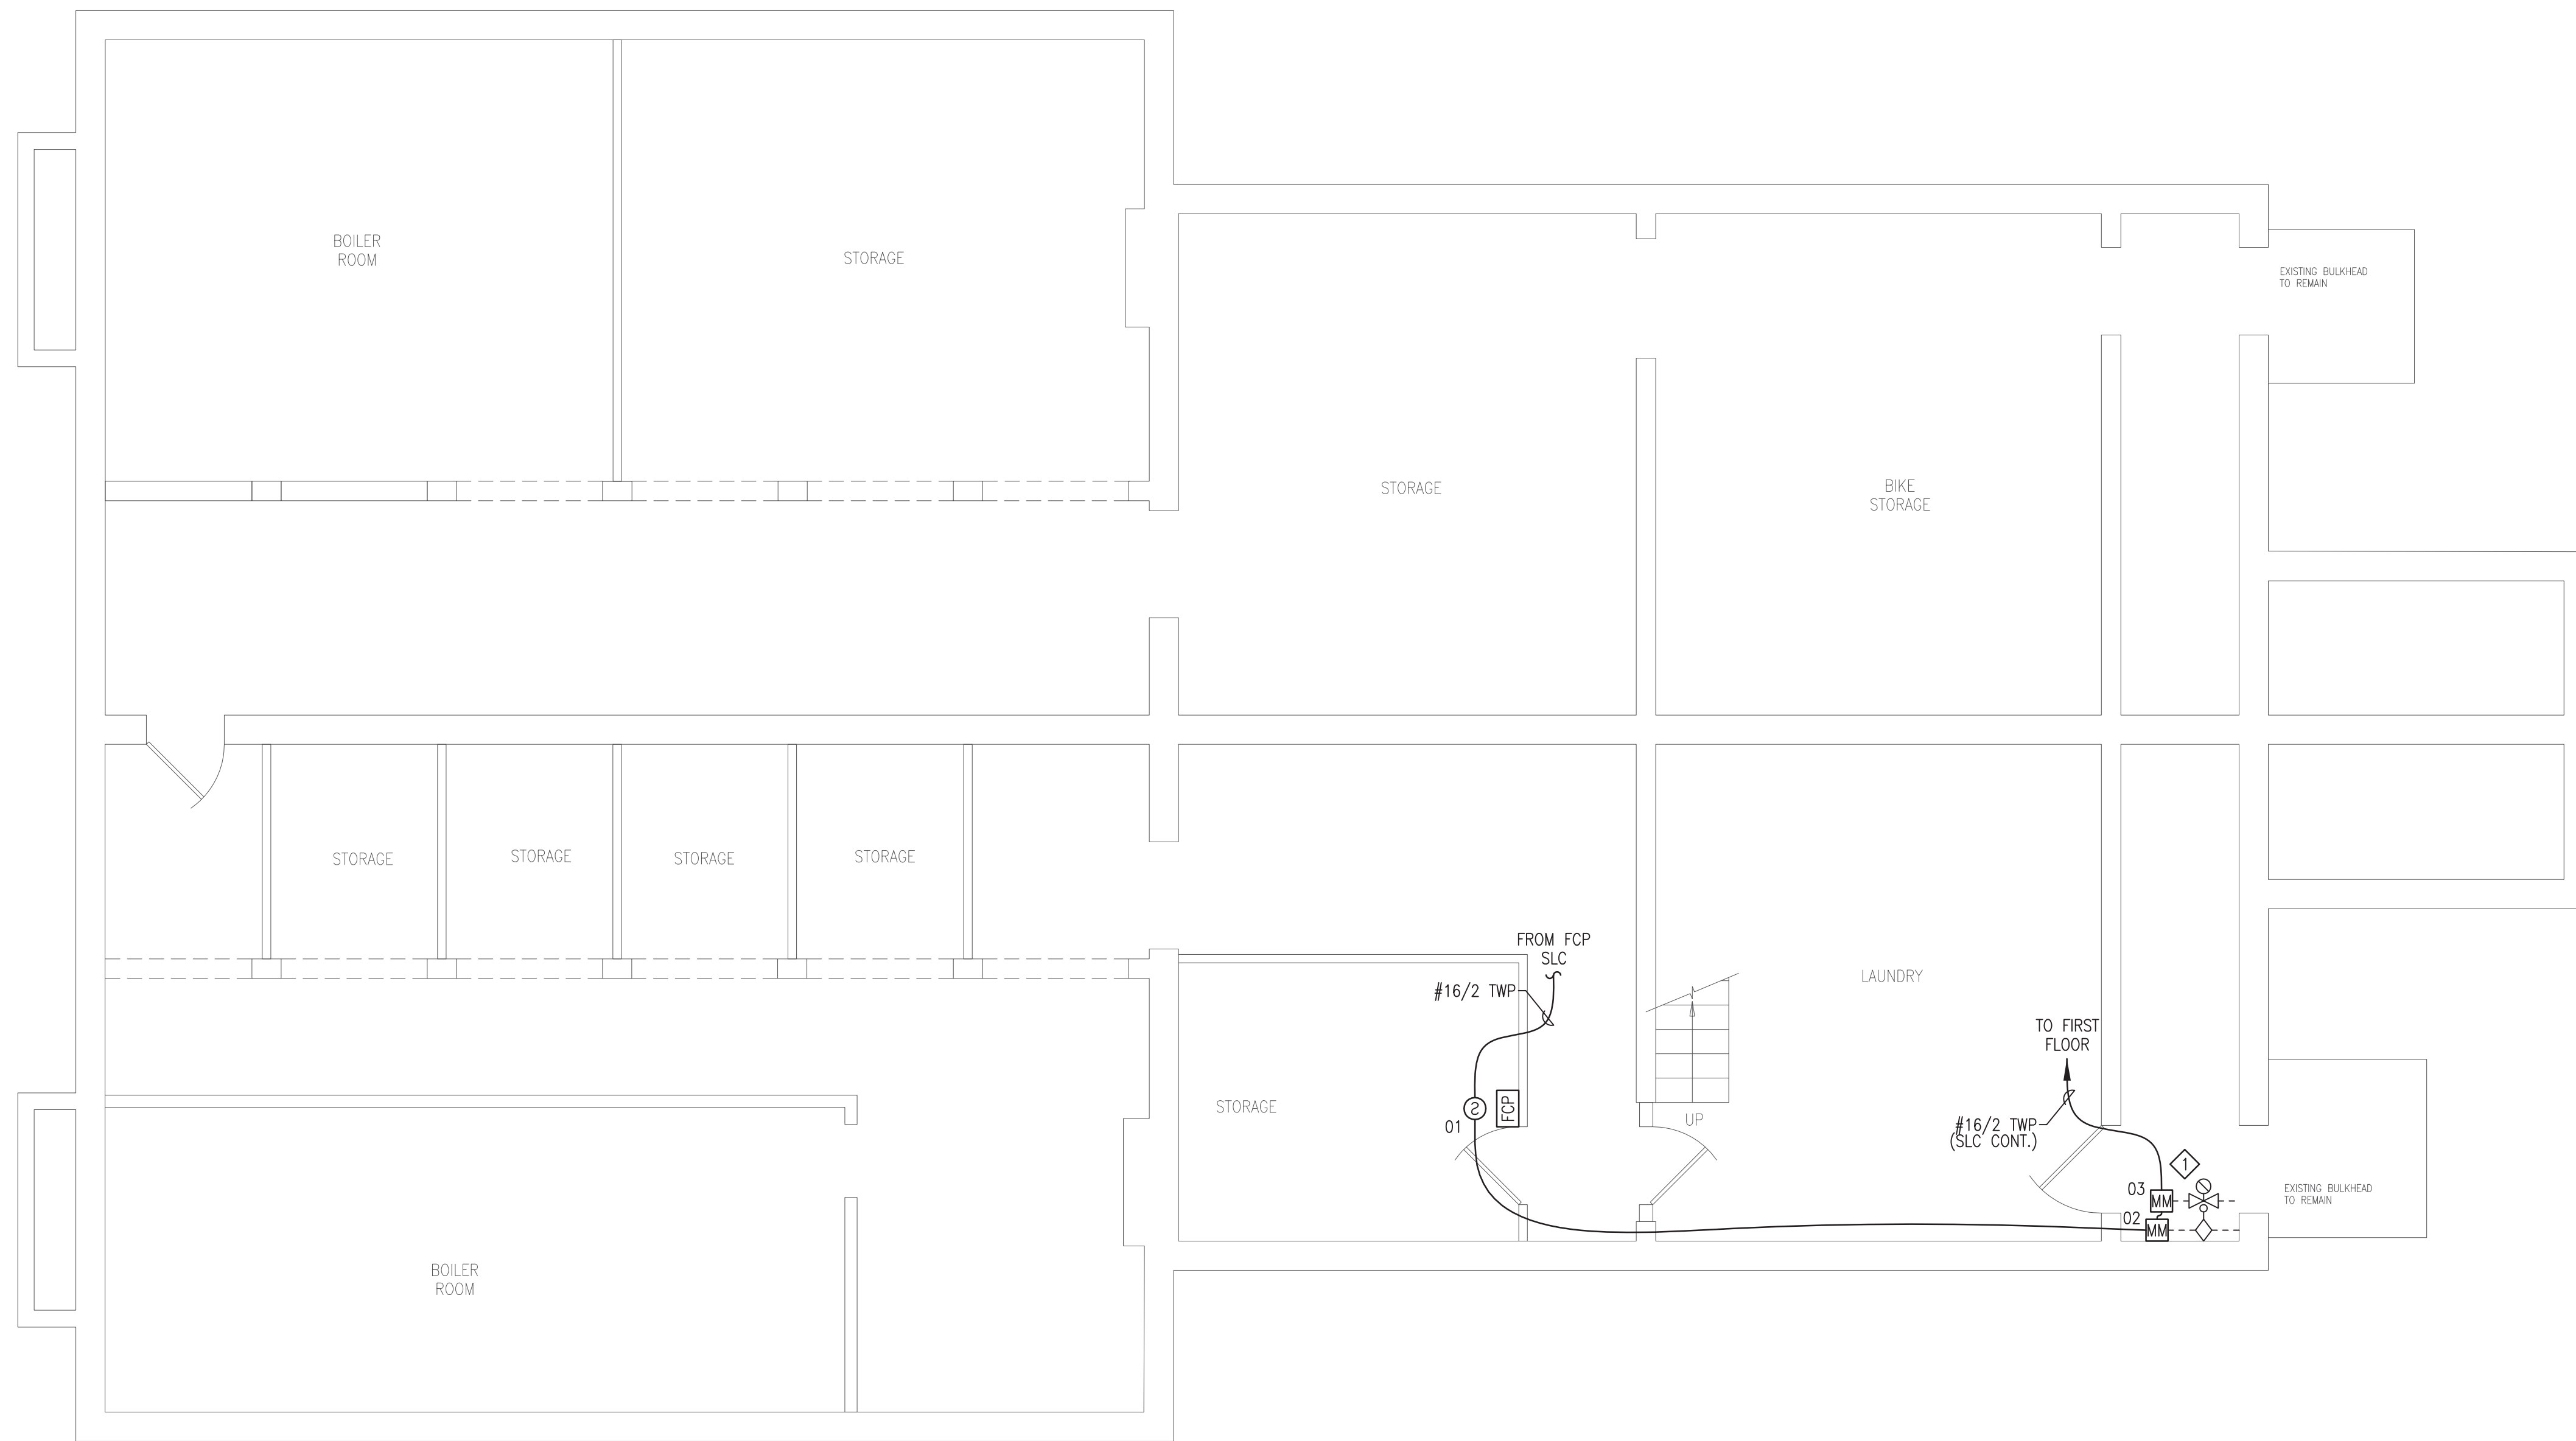 BOILER
ROOM
STORAGE
EXISTING BULKHEAD
TO REMAIN
STORAGE
BIKE
STORAGE
STORAGE
STORAGE
STORAGE
STORAGE
FROM FCP
SLC
#16/2 TWP
LAUNDRY
TO FIRST
FLOOR
STORAGE
S
FCP
01
UP
#16/2 TWP
(SLC CONT.)
1
03
MM
02
MM
EXISTING BULKHEAD
TO REMAIN
BOILER
ROOM